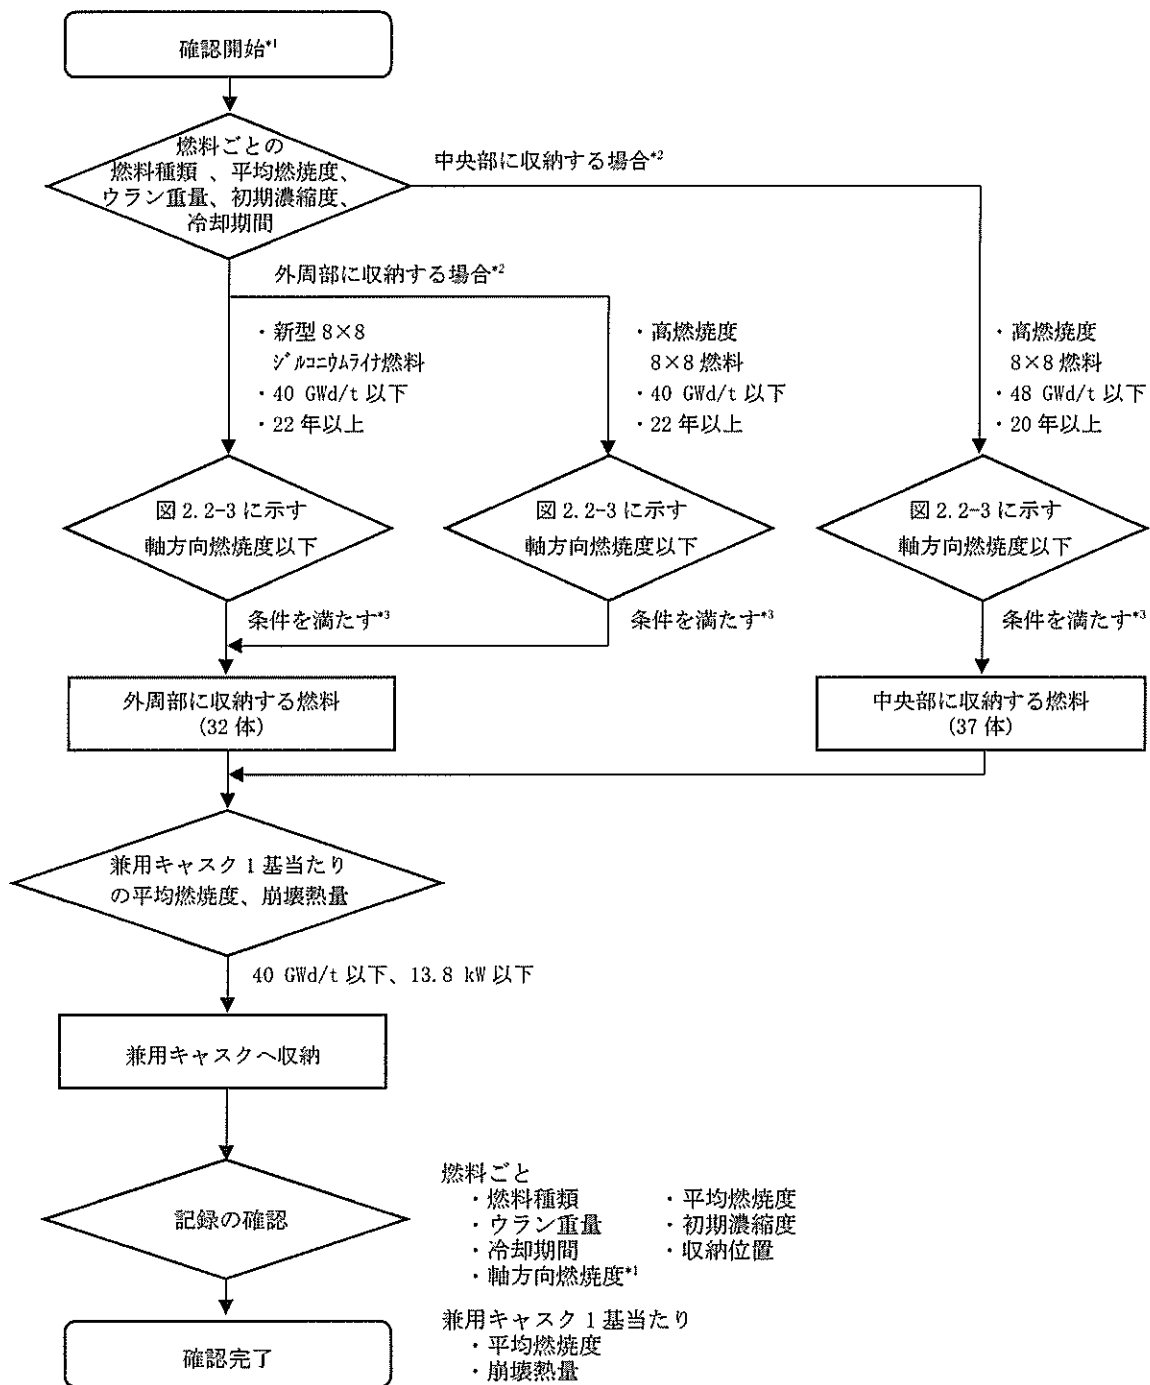 確認開始*1
燃料ごとの
燃料種類、平均燃焼度、
ウラン重量、初期濃縮度、
冷却期間
中央部に収納する場合*2
外周部に収納する場合*2
・新型 8×8
ジルコニウムライナ燃料
・40 GWd/t 以下
・22 年以上
・高燃焼度
8×8 燃料
・40 GWd/t 以下
・22 年以上
・高燃焼度
8×8 燃料
・48 GWd/t 以下
・20 年以上
図 2.2-3 に示す
軸方向燃焼度以下
図 2.2-3 に示す
軸方向燃焼度以下
図 2.2-3 に示す
軸方向燃焼度以下
条件を満たす*3
条件を満たす*3
条件を満たす*3
外周部に収納する燃料
(32 体)
中央部に収納する燃料
(37 体)
兼用キャスク 1 基当たり
の平均燃焼度、崩壊熱量
40 GWd/t 以下、13.8 kW 以下
兼用キャスクへ収納
記録の確認
燃料ごと
・燃料種類 ・平均燃焼度
・ウラン重量 ・初期濃縮度
・冷却期間 ・収納位置
・軸方向燃焼度*1
兼用キャスク 1 基当たり
・平均燃焼度
・崩壊熱量
確認完了